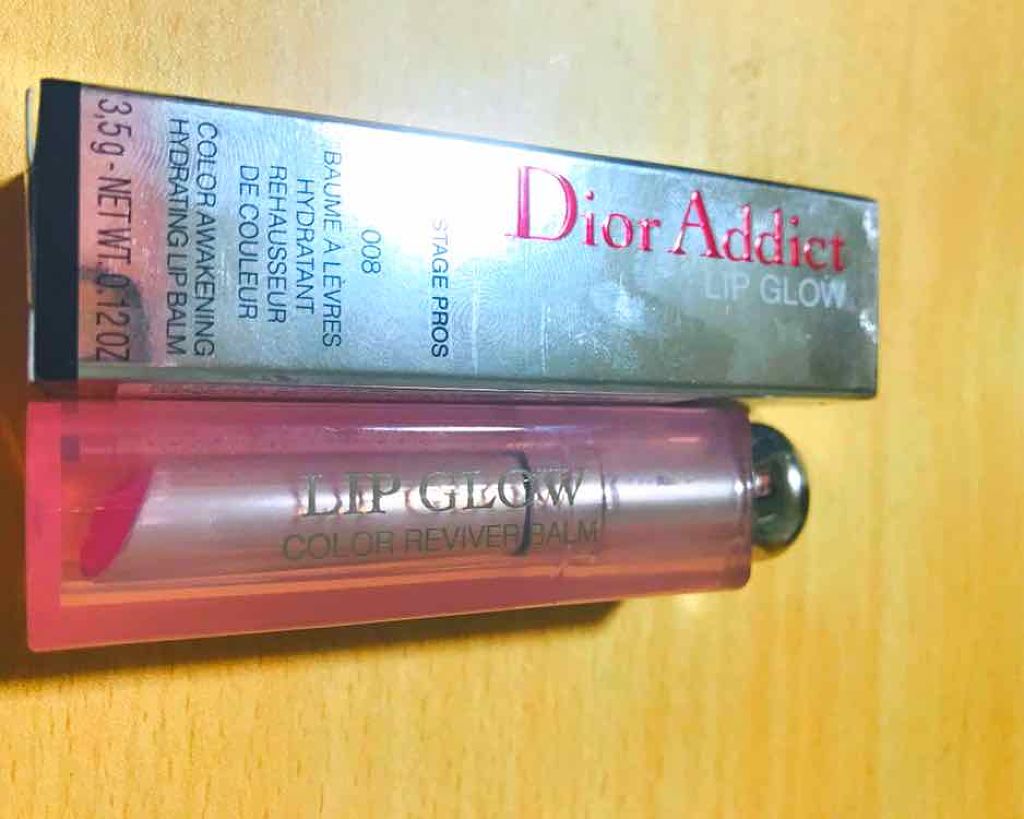 Dior Addict
LIP GLOW
STAGE PROS
008
BAUME À LÈVRES
HYDRATANT
REHAUSSEUR
DE COULEUR
COLOR AWAKENING
HYDRATING LIP BALM
3,5 g - NET WT. 0.12 OZ
LIP GLOW
COLOR REVIVER BALM